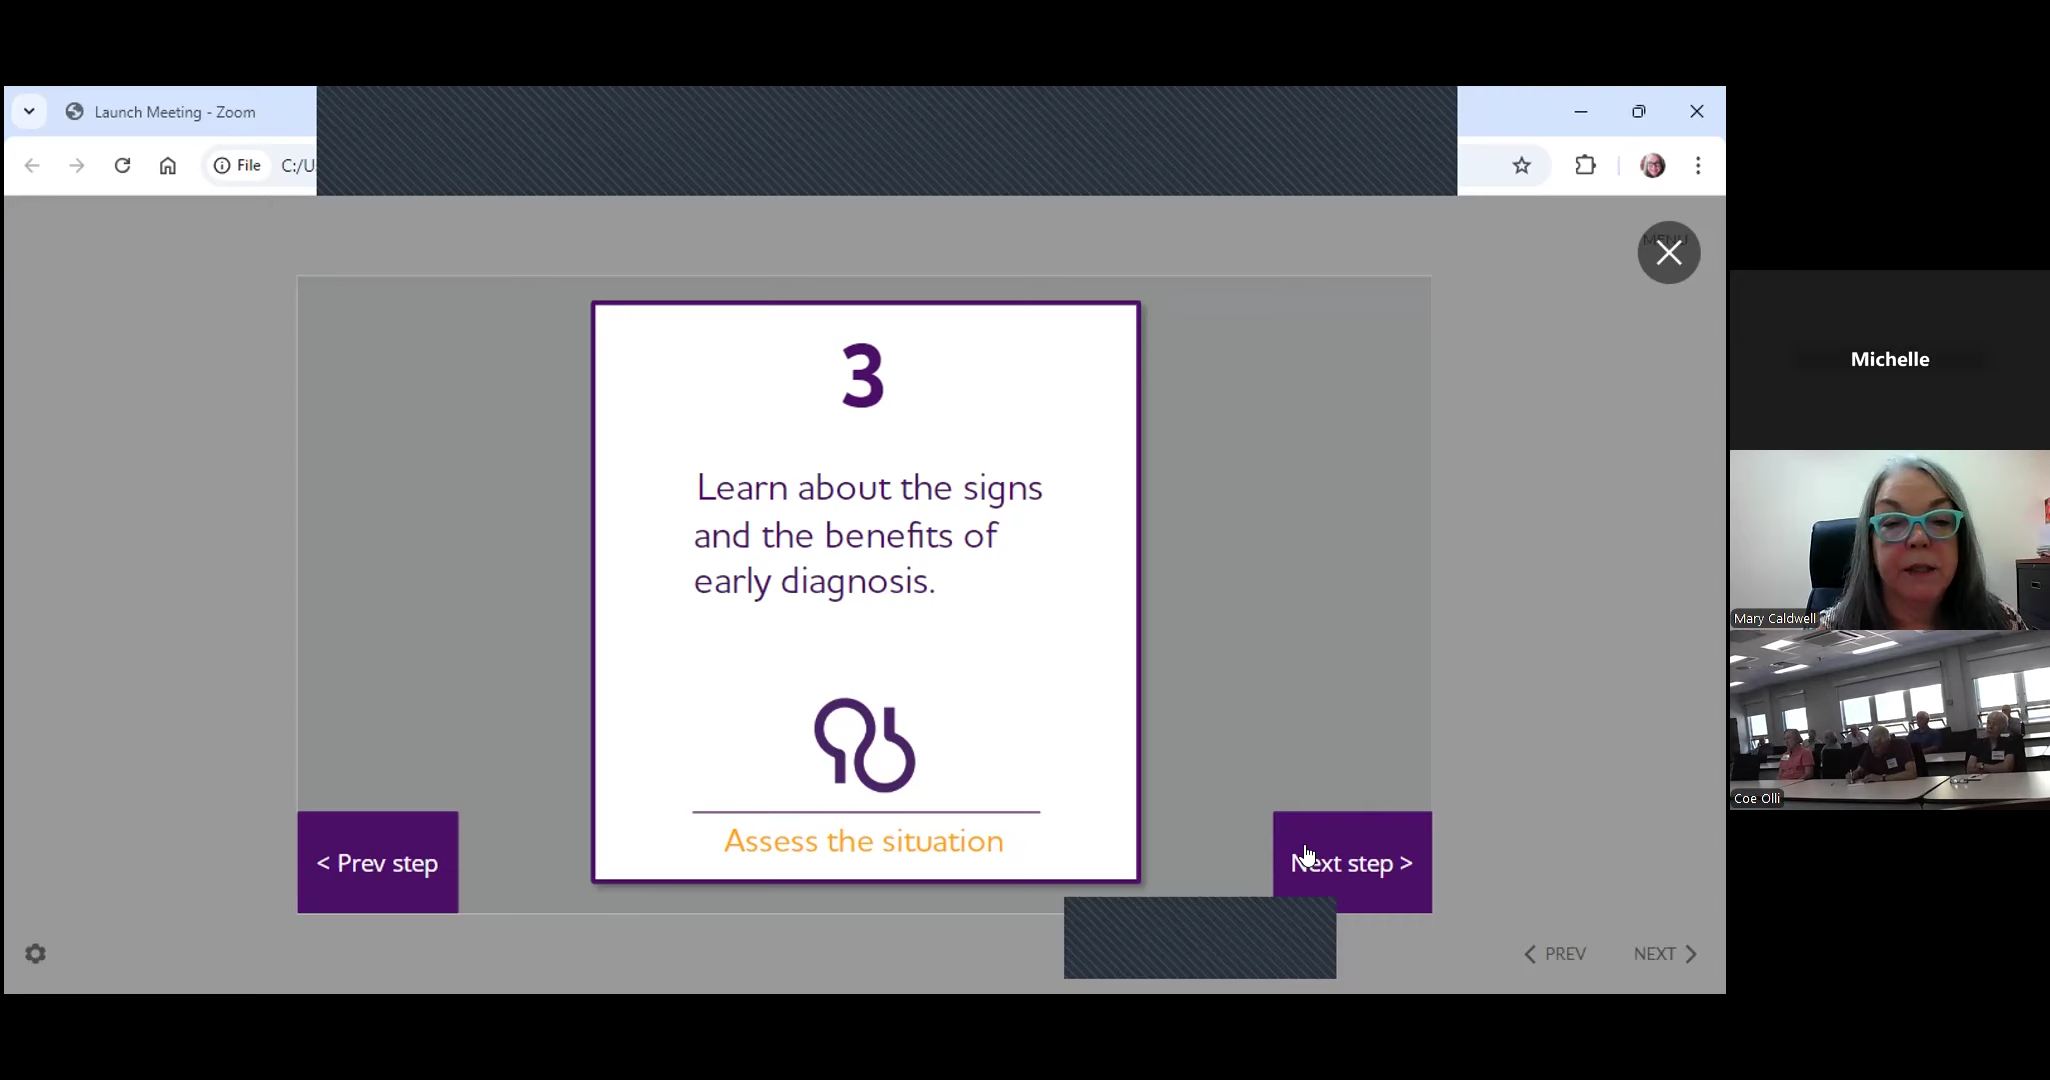 Launch Meeting - Zoom
File C:/U
MENU
3
Learn about the signs
and the benefits of
early diagnosis.
Assess the situation
< Prev step
Next step >
PREV
NEXT
Michelle
Mary Caldwell
Coe Olli